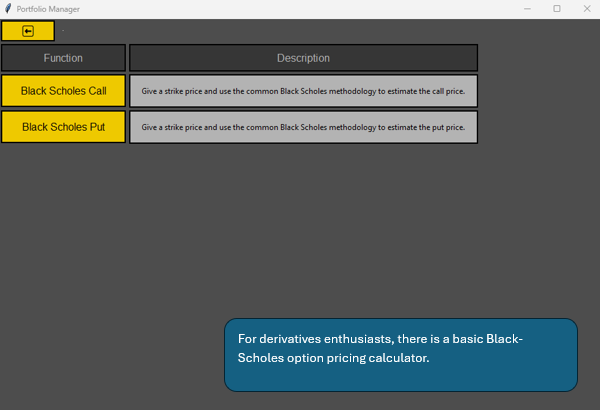 Portfolio Manager
Function
Description
Black Scholes Call
Give a strike price and use the common Black Scholes methodology to estimate the call price.
Black Scholes Put
Give a strike price and use the common Black Scholes methodology to estimate the put price.
For derivatives enthusiasts, there is a basic Black-
Scholes option pricing calculator.